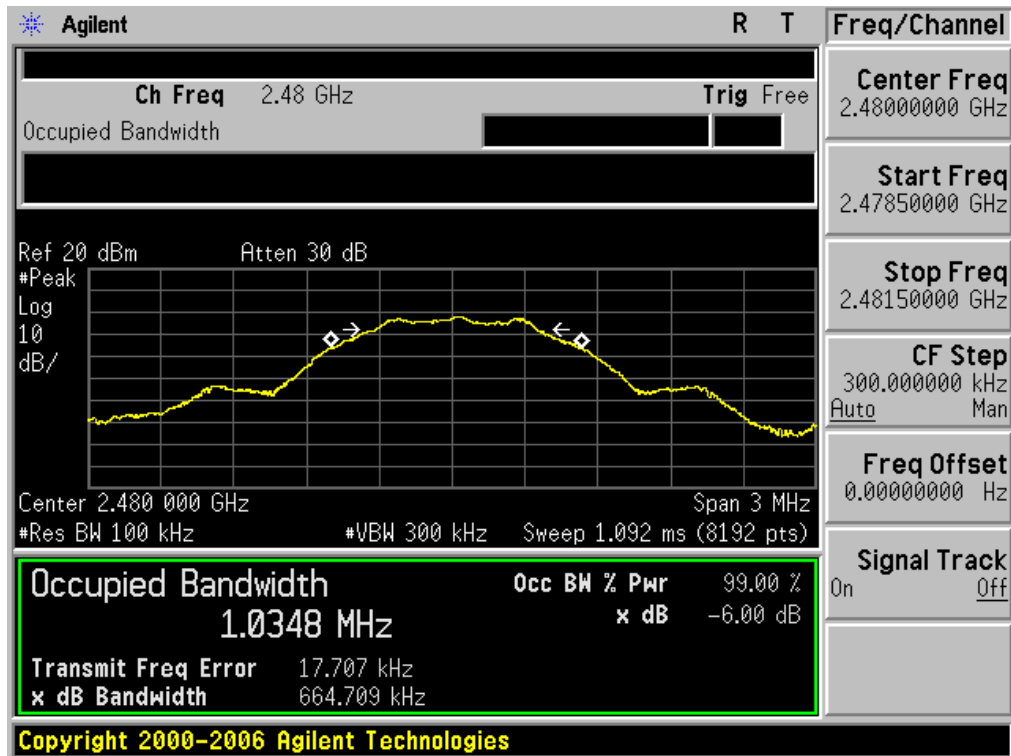 Agilent
R T
Freq/Channel
Ch Freq 2.48 GHz
Trig Free
Occupied Bandwidth
Center Freq
2.48000000 GHz
Start Freq
2.47850000 GHz
Stop Freq
2.48150000 GHz
CF Step
300.000000 kHz
Auto Man
Freq Offset
0.00000000 Hz
Signal Track
On Off
Ref 20 dBm
Atten 30 dB
#Peak
Log
10
dB/
Center 2.480 000 GHz
Span 3 MHz
#Res BW 100 kHz
#VBW 300 kHz
Sweep 1.092 ms (8192 pts)
Occupied Bandwidth
1.0348 MHz
Occ BW % Pwr 99.00 %
x dB -6.00 dB
Transmit Freq Error 17.707 kHz
x dB Bandwidth 664.709 kHz
Copyright 2000-2006 Agilent Technologies